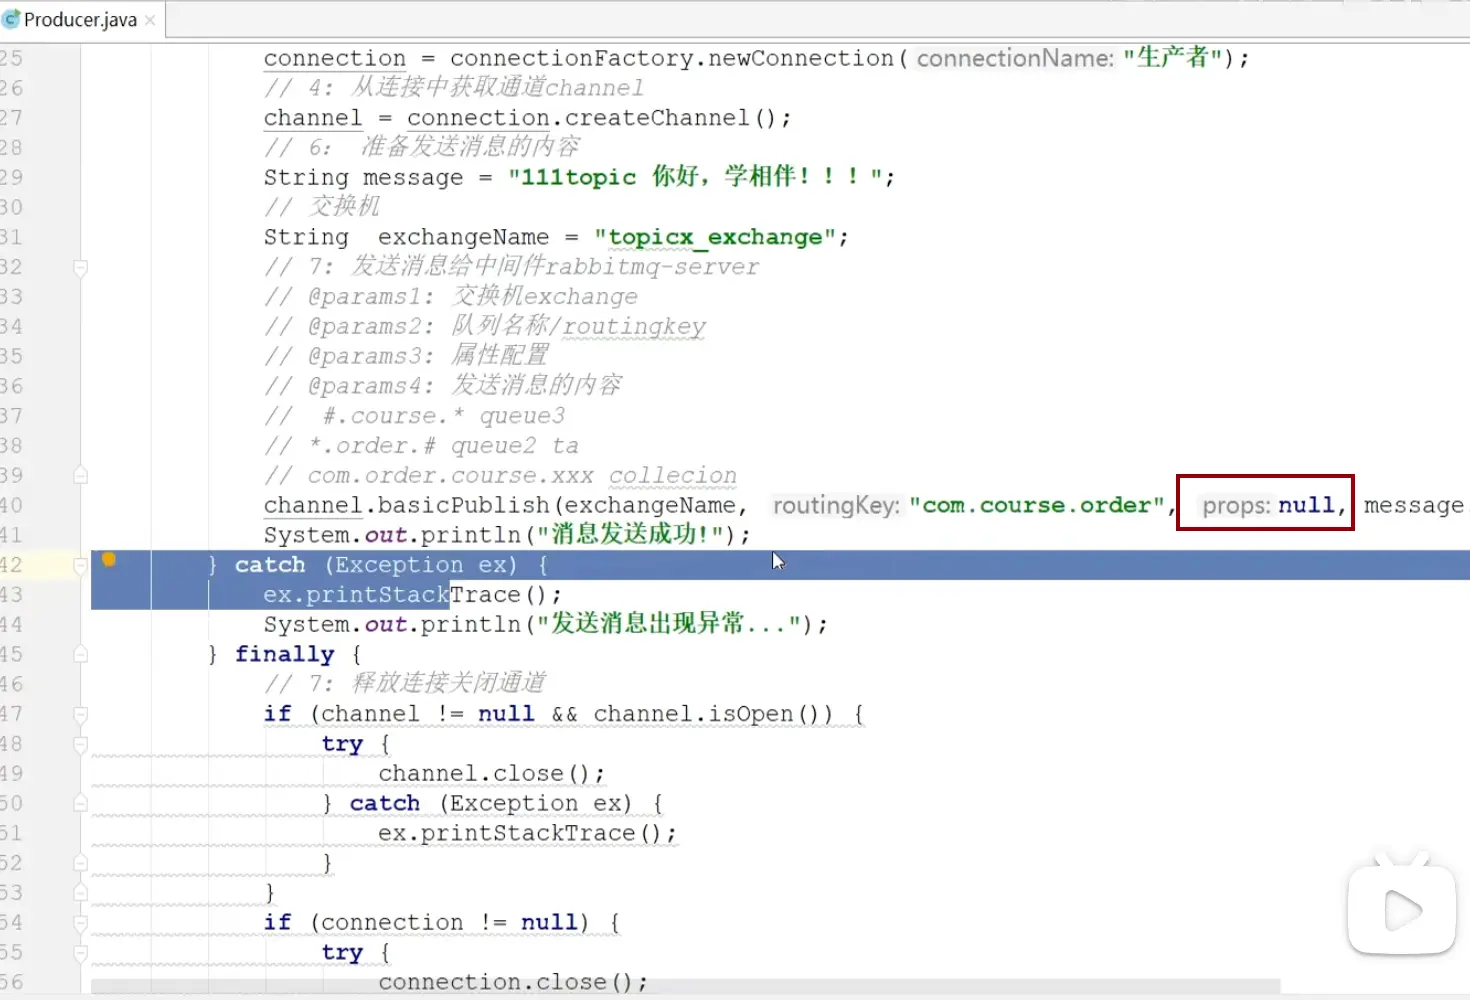 Producer.java
25 connection = connectionFactory.newConnection( connectionName: "生产者");
26 // 4: 从连接中获取通道channel
27 channel = connection.createChannel();
28 // 6: 准备发送消息的内容
29 String message = "111topic 你好，学相伴！！！";
30 // 交换机
31 String exchangeName = "topicx_exchange";
32 // 7: 发送消息给中间件rabbitmq-server
33 // @params1: 交换机exchange
34 // @params2: 队列名称/routingkey
35 // @params3: 属性配置
36 // @params4: 发送消息的内容
37 // #.course.* queue3
38 // *.order.# queue2 ta
39 // com.order.course.xxx collecion
40 channel.basicPublish(exchangeName, routingKey: "com.course.order", props: null, message
41 System.out.println("消息发送成功!");
42 } catch (Exception ex) {
43 ex.printStackTrace();
44 System.out.println("发送消息出现异常...");
45 } finally {
46 // 7: 释放连接关闭通道
47 if (channel != null && channel.isOpen()) {
48 try {
49 channel.close();
50 } catch (Exception ex) {
51 ex.printStackTrace();
52 }
53 }
54 if (connection != null) {
55 try {
56 connection.close();